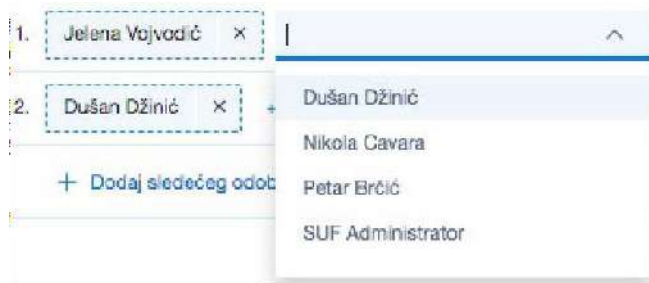 1. Jelena Vojvodić ×
Dušan Džinić
2. Dušan Džinić × +
Nikola Cavara
+ Dodaj sledećeg odob
Petar Brčić
SUF Administrator